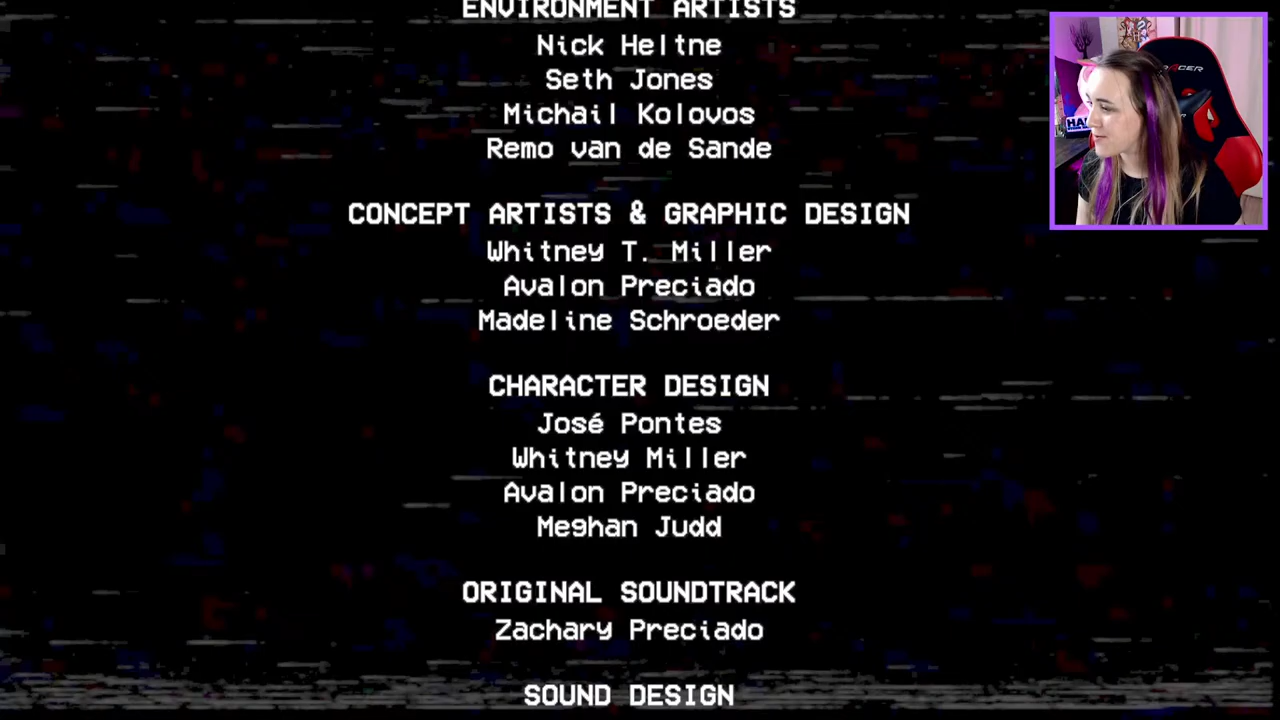 ENVIRONMENT ARTISTS
Nick Heltne
Seth Jones
Michail Kolovos
Remo van de Sande
CONCEPT ARTISTS & GRAPHIC DESIGN
Whitney T. Miller
Avalon Preciado
Madeline Schroeder
CHARACTER DESIGN
José Pontes
Whitney Miller
Avalon Preciado
Meghan Judd
ORIGINAL SOUNDTRACK
Zachary Preciado
SOUND DESIGN